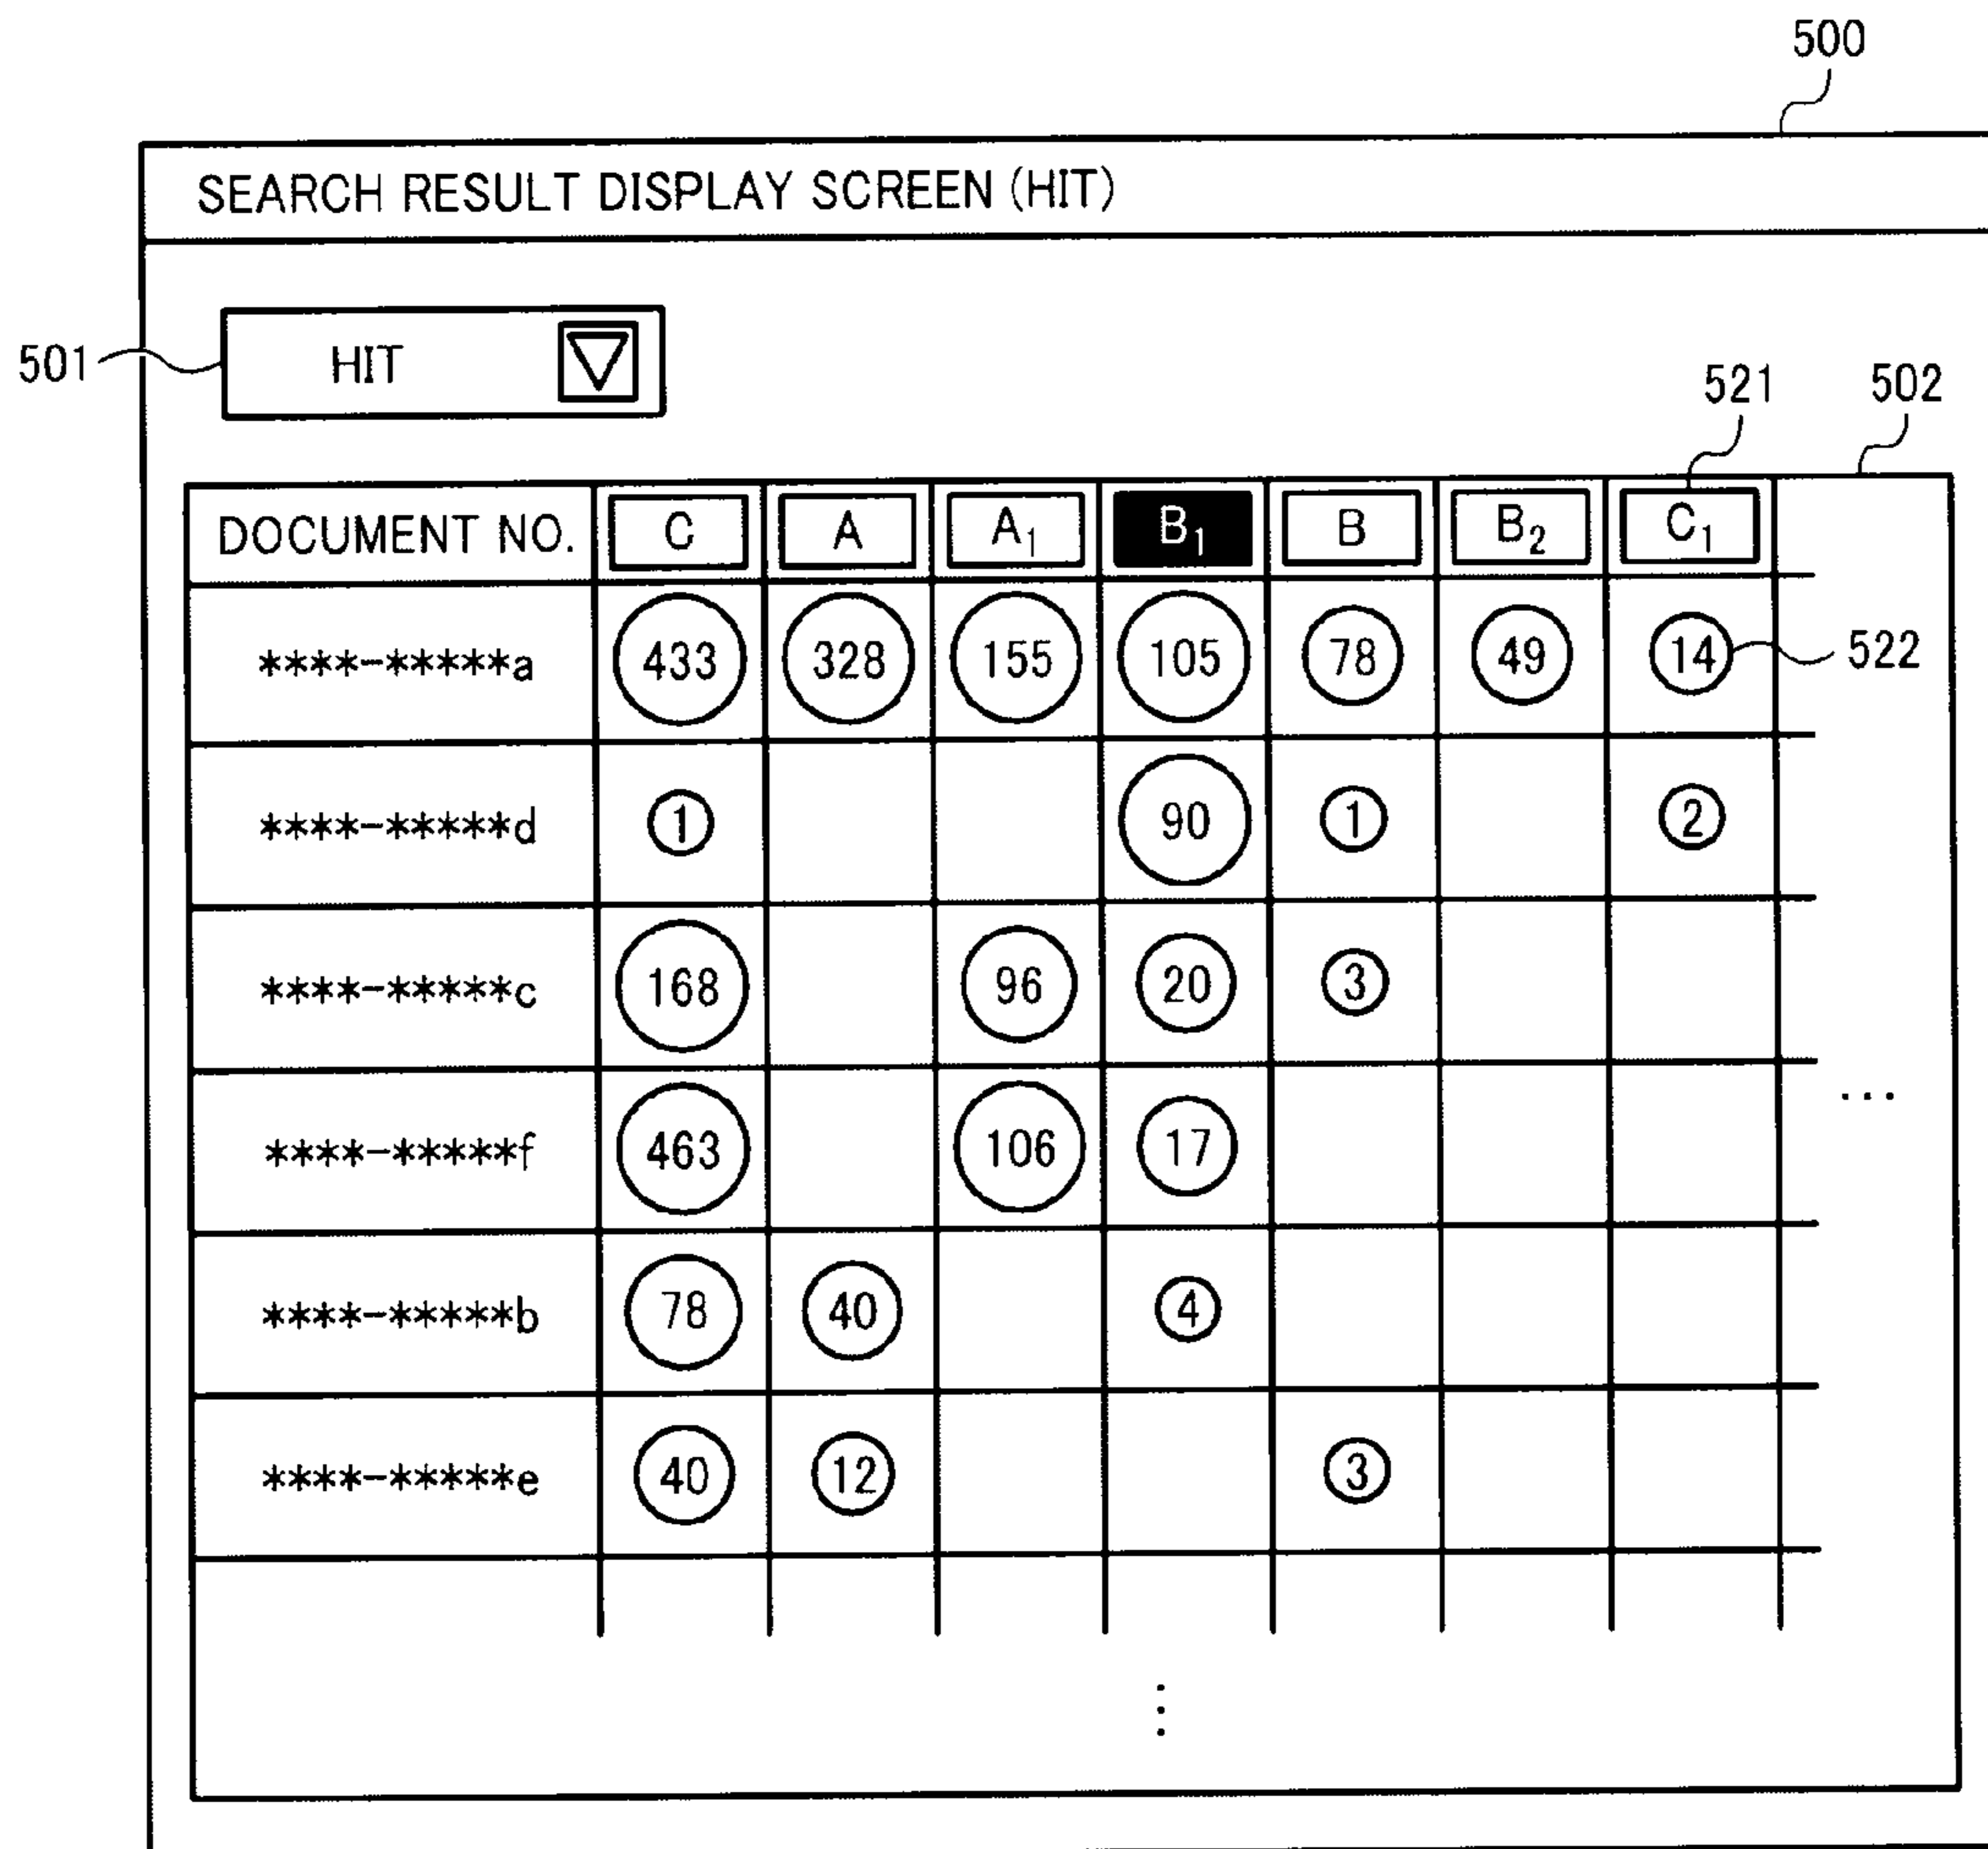 500
SEARCH RESULT DISPLAY SCREEN (HIT)
501
HIT
521 502
DOCUMENT NO. C A A₁ B₁ B B₂ C₁
****-*****a 433 328 155 105 78 49 14 522
****-*****d 1 90 1 2
****-*****c 168 96 20 3
****-*****f 463 106 17
...
****-*****b 78 40 4
****-*****e 40 12 3